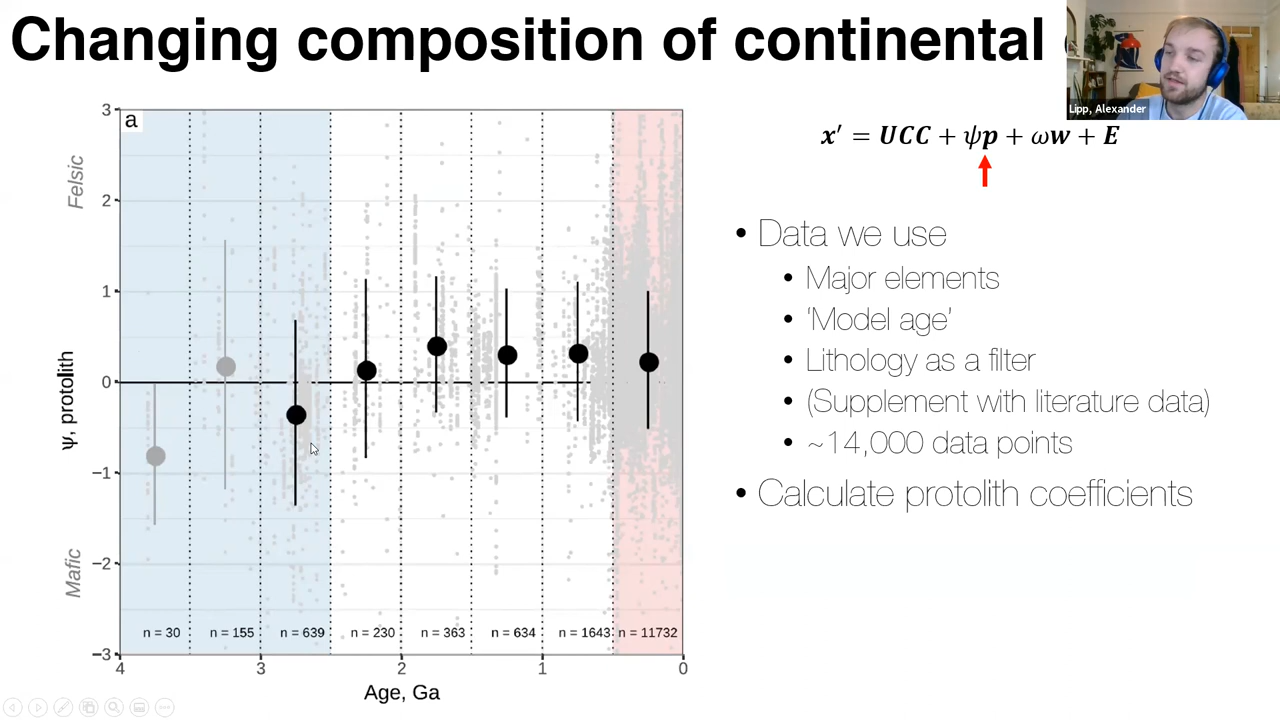 Changing composition of continental
Lipp, Alexander
x′ = UCC + ψp + ωw + E
a
Felsic
Mafic
ψ, protolith
3
2
1
0
−1
−2
−3
n = 30
n = 155
n = 639
n = 230
n = 363
n = 634
n = 1643
n = 11732
4
3
2
1
0
Age, Ga
• Data we use
• Major elements
• 'Model age'
• Lithology as a filter
• (Supplement with literature data)
• ~14,000 data points
• Calculate protolith coefficients